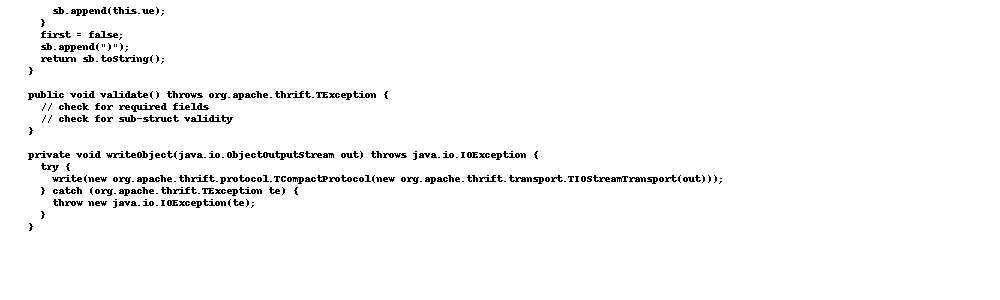 sb.append(this.ue);
}
first = false;
sb.append(")");
return sb.toString();
}
public void validate() throws org.apache.thrift.TException {
// check for required fields
// check for sub-struct validity
}
private void writeObject(java.io.ObjectOutputStream out) throws java.io.IOException {
try {
write(new org.apache.thrift.protocol.TCompactProtocol(new org.apache.thrift.transport.TIOStreamTransport(out)));
} catch (org.apache.thrift.TException te) {
throw new java.io.IOException(te);
}
}